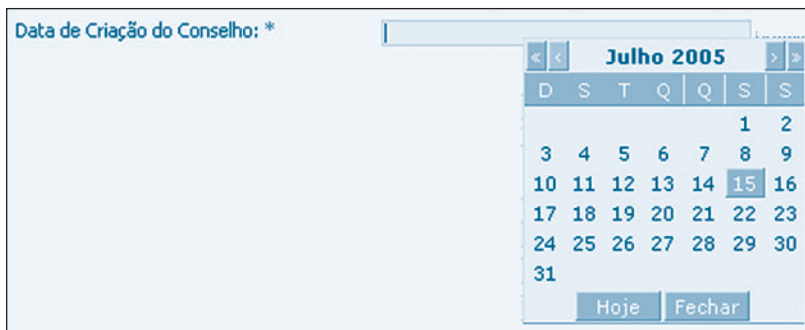 Data de Criação do Conselho: *
« ‹ Julho 2005 › »
D S T Q Q S S
1 2
3 4 5 6 7 8 9
10 11 12 13 14 15 16
17 18 19 20 21 22 23
24 25 26 27 28 29 30
31
Hoje Fechar